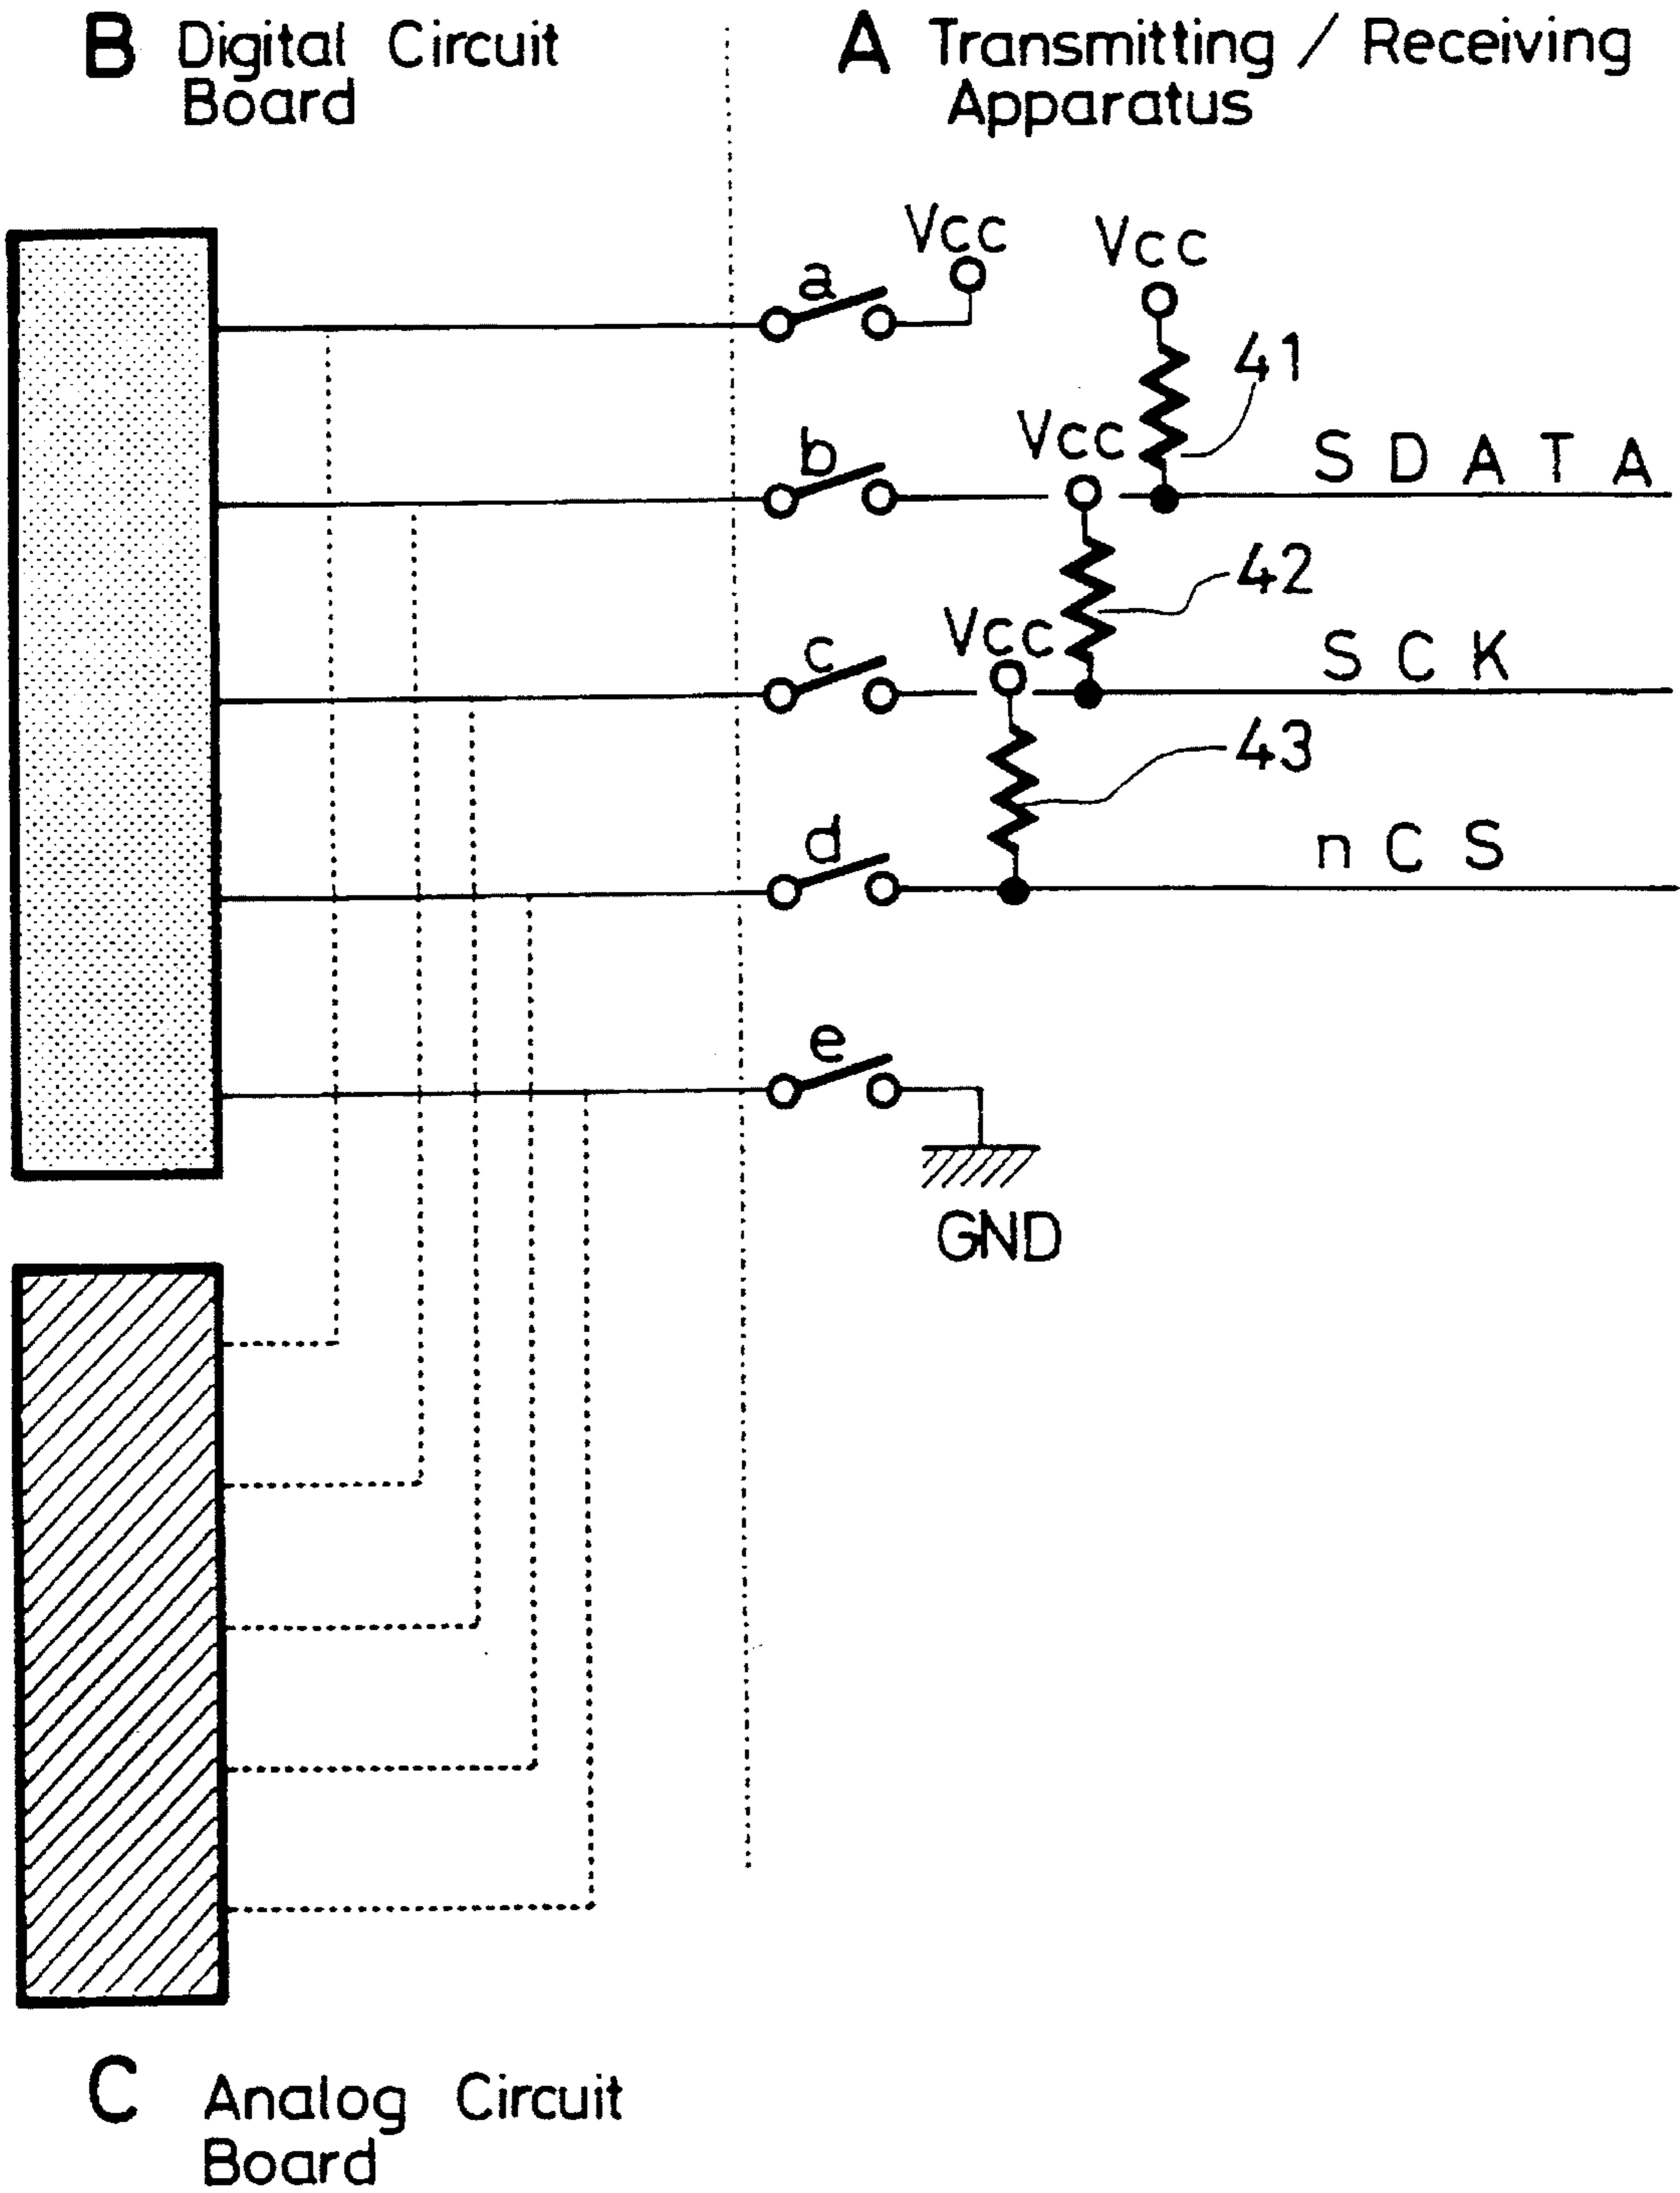 B Digital Circuit
Board
A Transmitting / Receiving
Apparatus
Vcc
Vcc
a
41
Vcc
b
SDATA
42
Vcc
c
SCK
43
d
nCS
e
GND
C Analog Circuit
Board